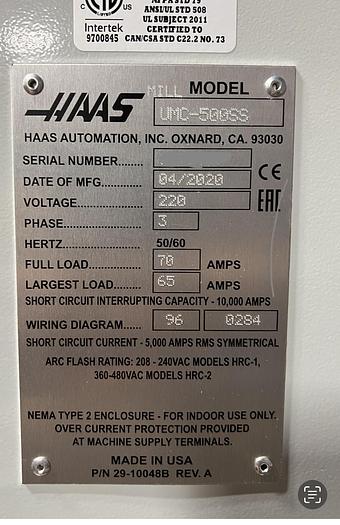 NFPA STD 79
ANSI/UL STD 508
UL SUBJECT 2011
CERTIFIED TO
CAN/CSA STD C22.2 NO. 73
C US
Intertek
9700845
HAAS MILL MODEL
UMC-500SS
HAAS AUTOMATION, INC. OXNARD, CA. 93030
SERIAL NUMBER.......
DATE OF MFG........ 04/2020 CE
VOLTAGE............. 220 EAC
PHASE................. 3
HERTZ.................... 50/60
FULL LOAD.......... 70 AMPS
LARGEST LOAD..... 65 AMPS
SHORT CIRCUIT INTERRUPTING CAPACITY - 10,000 AMPS
WIRING DIAGRAM...... 96 0284
SHORT CIRCUIT CURRENT - 5,000 AMPS RMS SYMMETRICAL
ARC FLASH RATING: 208 - 240VAC MODELS HRC-1,
360-480VAC MODELS HRC-2
NEMA TYPE 2 ENCLOSURE - FOR INDOOR USE ONLY.
OVER CURRENT PROTECTION PROVIDED
AT MACHINE SUPPLY TERMINALS.
MADE IN USA
P/N 29-10048B REV. A